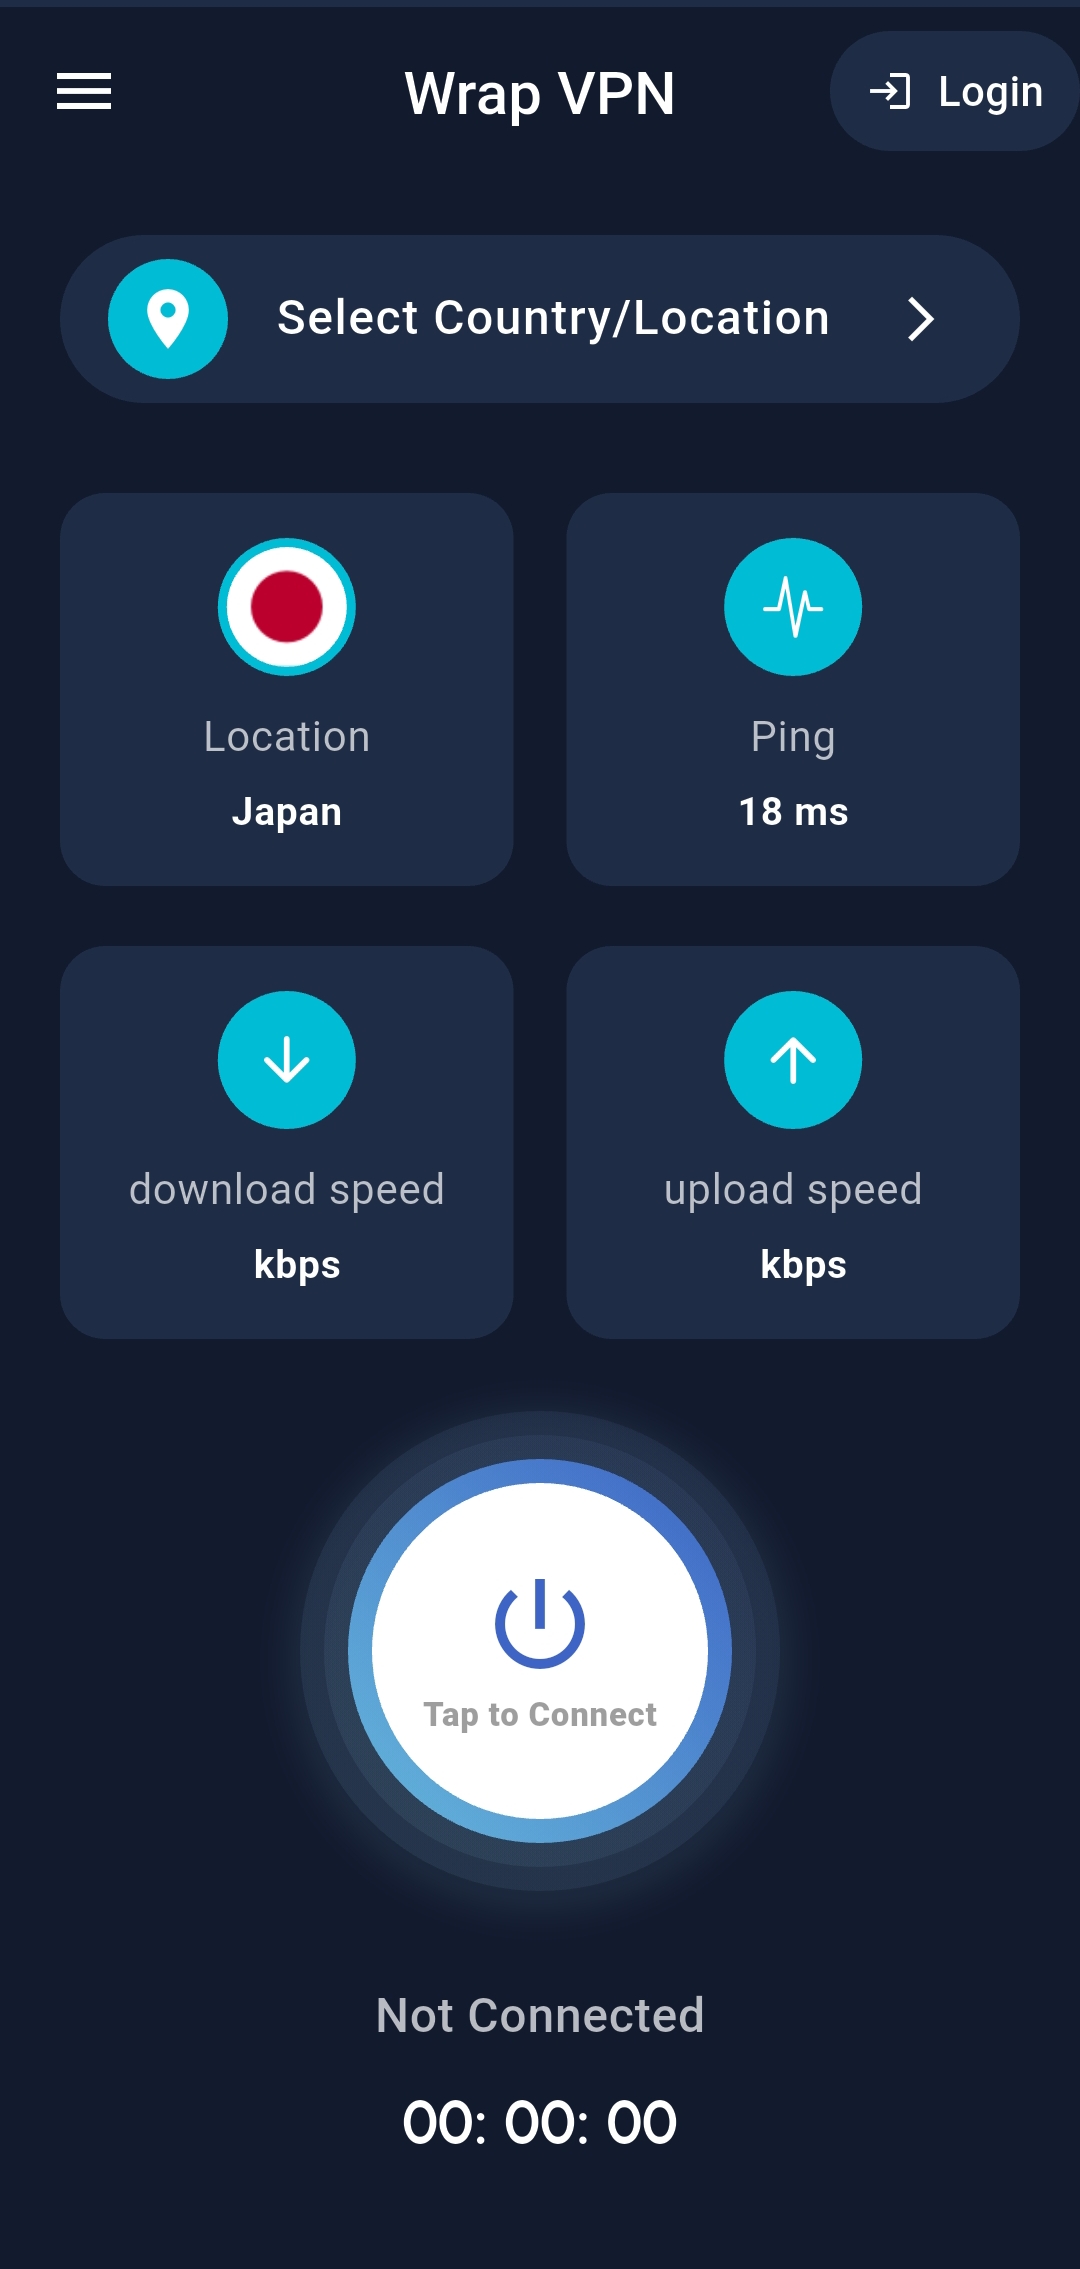 Wrap VPN
Login
Select Country/Location
Location
Japan
Ping
18 ms
download speed
kbps
upload speed
kbps
Tap to Connect
Not Connected
00: 00: 00